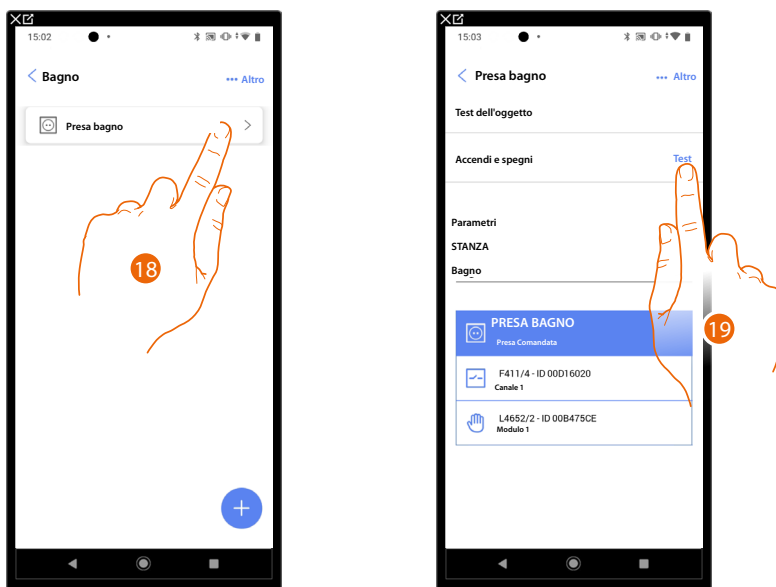 15:02
Bagno
••• Altro
Presa bagno
18
15:03
Presa bagno
••• Altro
Test dell'oggetto
Accendi e spegni
Test
Parametri
STANZA
Bagno
PRESA BAGNO
Presa Comandata
F411/4 - ID 00D16020
Canale 1
L4652/2 - ID 00B475CE
Modulo 1
19